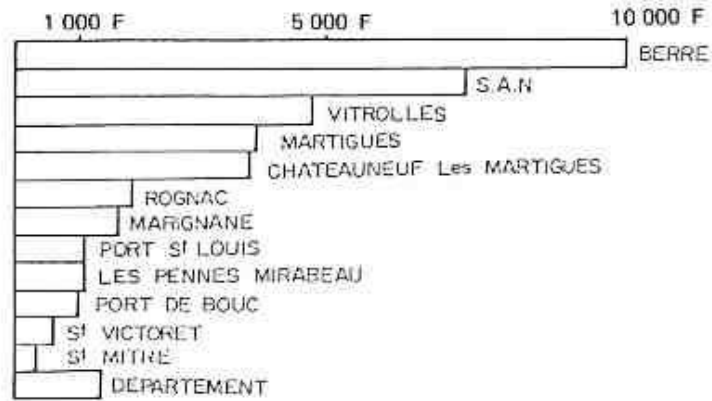 1 000 F 5 000 F 10 000 F
BERRE
S.A.N
VITROLLES
MARTIGUES
CHATEAUNEUF Les MARTIGUES
ROGNAC
MARIGNANE
PORT St LOUIS
LES PENNES MIRABEAU
PORT DE BOUC
St VICTORET
St MITRE
DEPARTEMENT